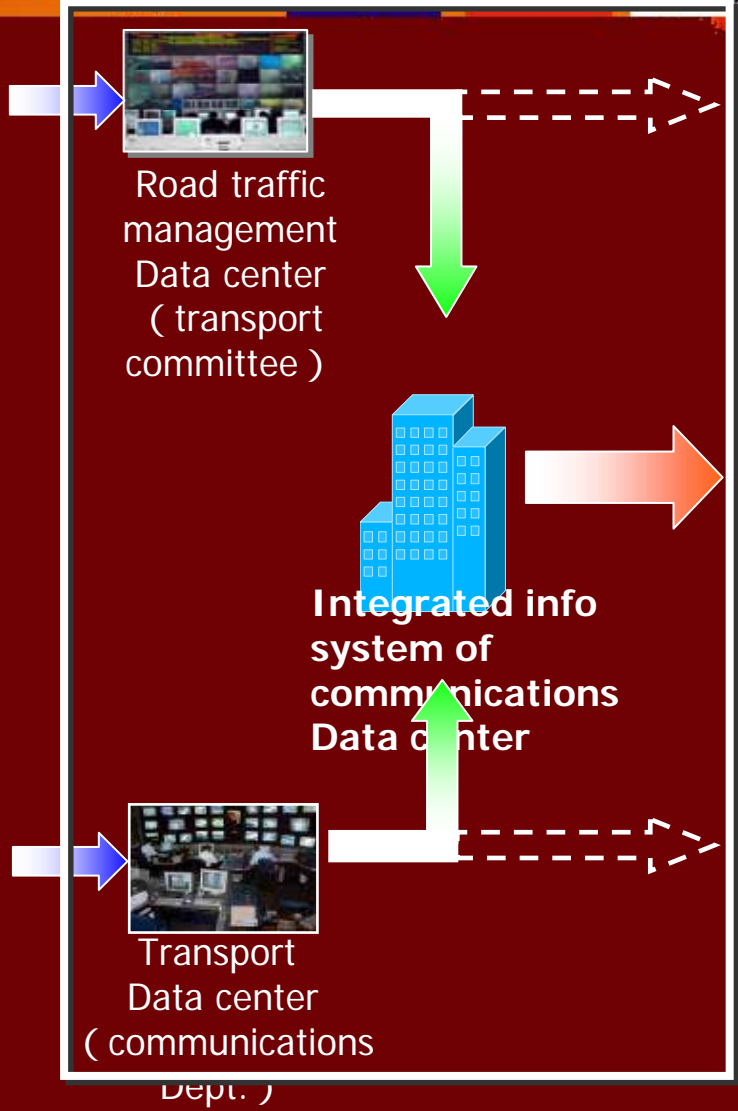 Road traffic
management
Data center
( transport
committee )
Integrated info
system of
communications
Data center
Transport
Data center
( communications
Dept. )